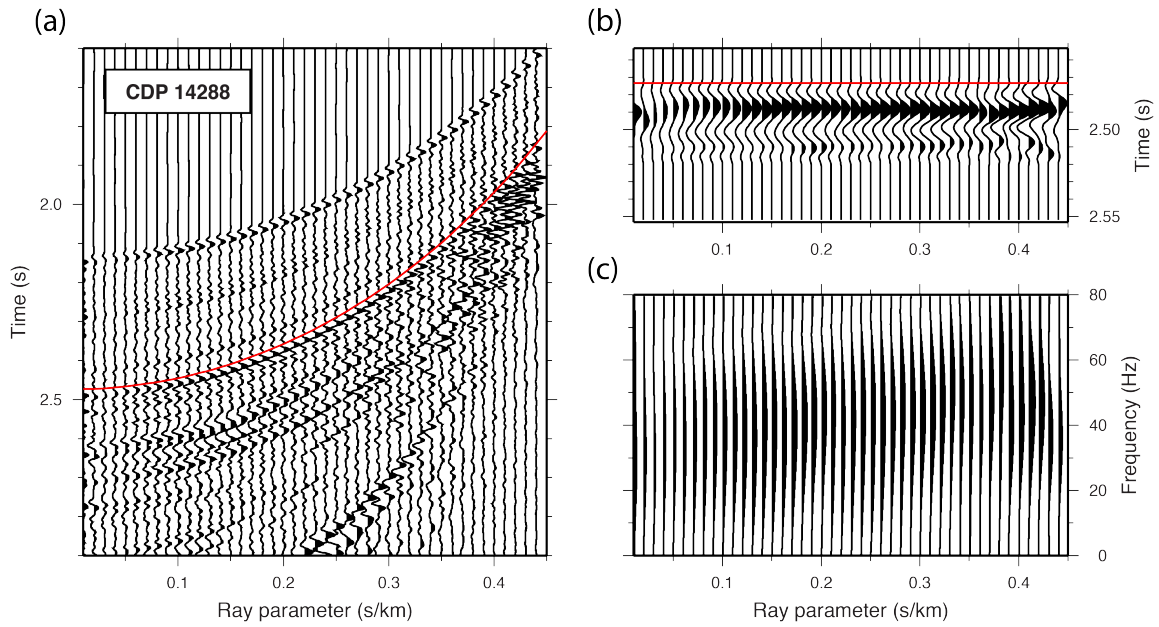 (a)
CDP 14288
2.0
2.5
Time (s)
0.1 0.2 0.3 0.4
Ray parameter (s/km)
(b)
2.50
2.55
Time (s)
0.1 0.2 0.3 0.4
(c)
80
60
40
20
0
Frequency (Hz)
0.1 0.2 0.3 0.4
Ray parameter (s/km)